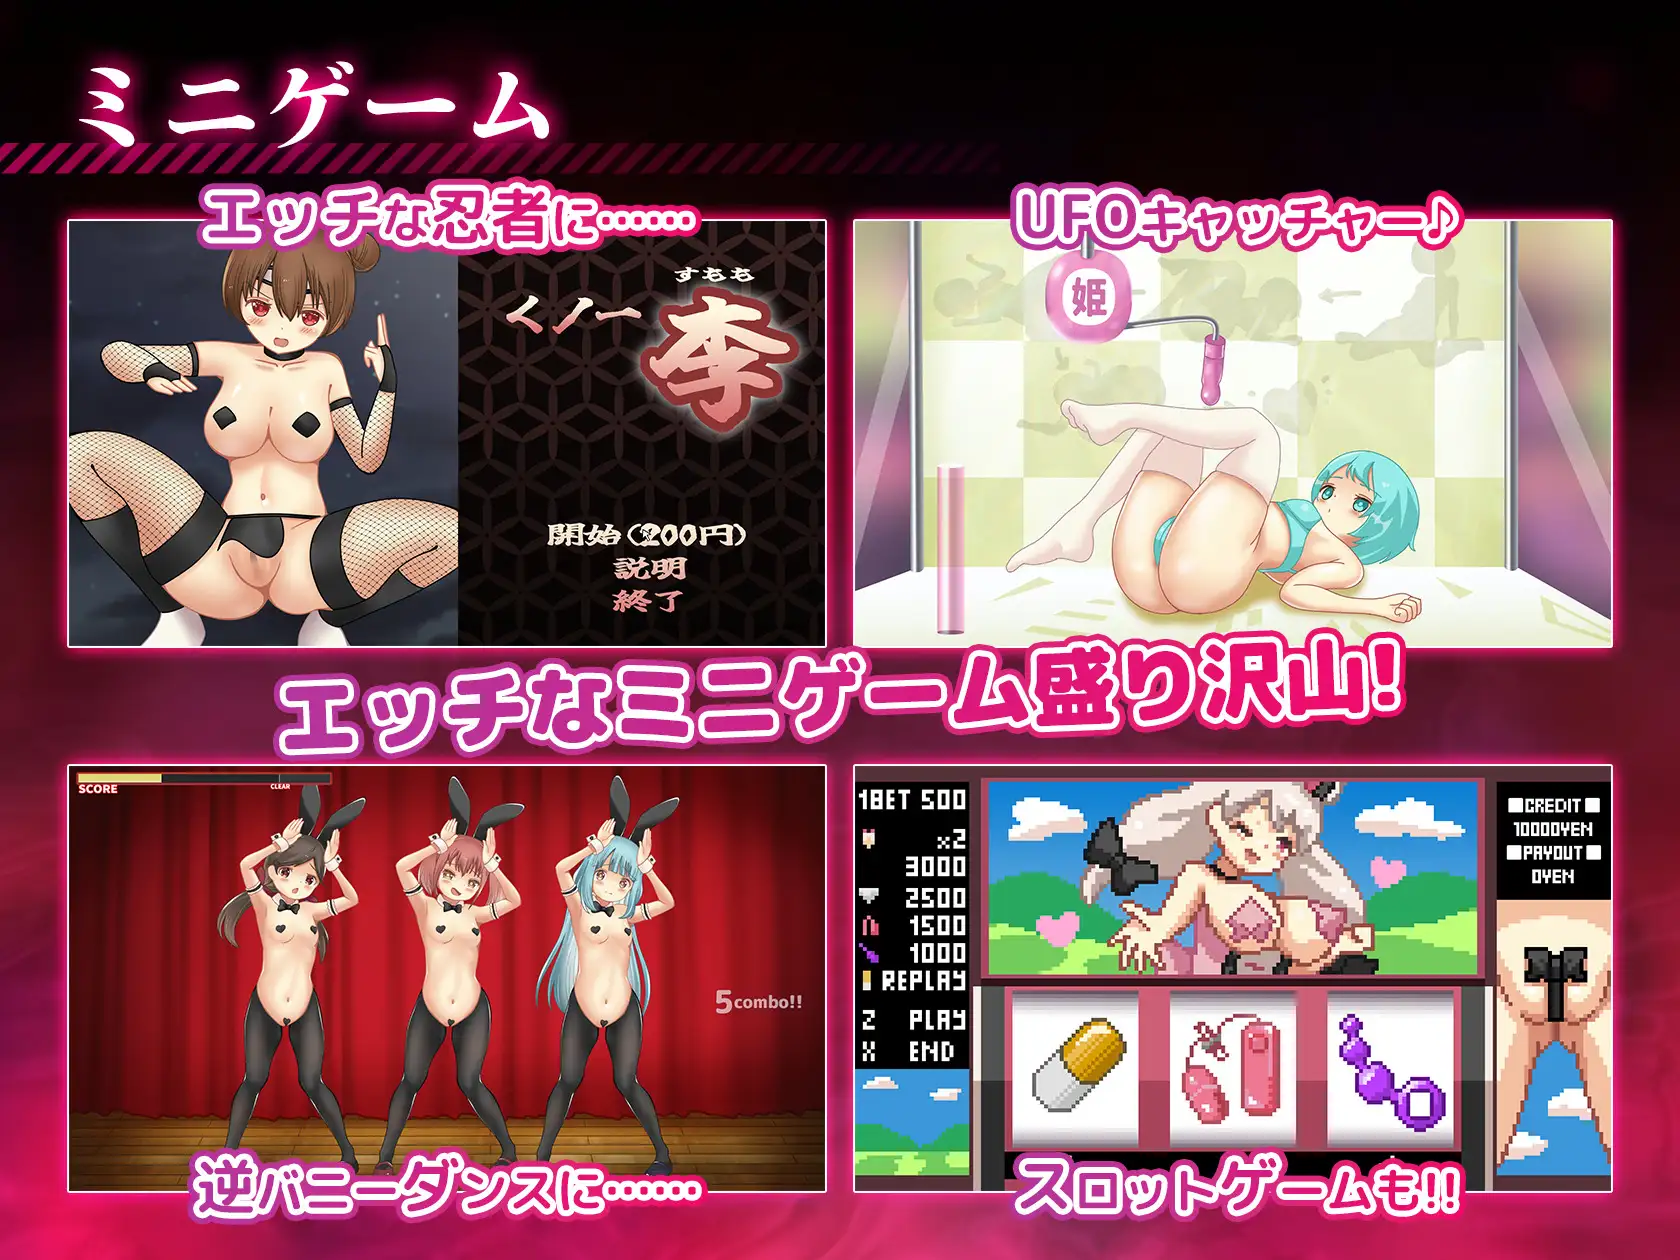 ミニゲーム
エッチな忍者に……
UFOキャッチャー♪
すもも
くノ一 李
開始(200円)
説明
終了
姫
エッチなミニゲーム盛り沢山!
SCORE
CLEAR
5combo!!
逆バニーダンスに……
1BET 500
x2
3000
2500
1500
1000
REPLAY
Z PLAY
X END
CREDIT
10000YEN
PAYOUT
0YEN
スロットゲームも!!